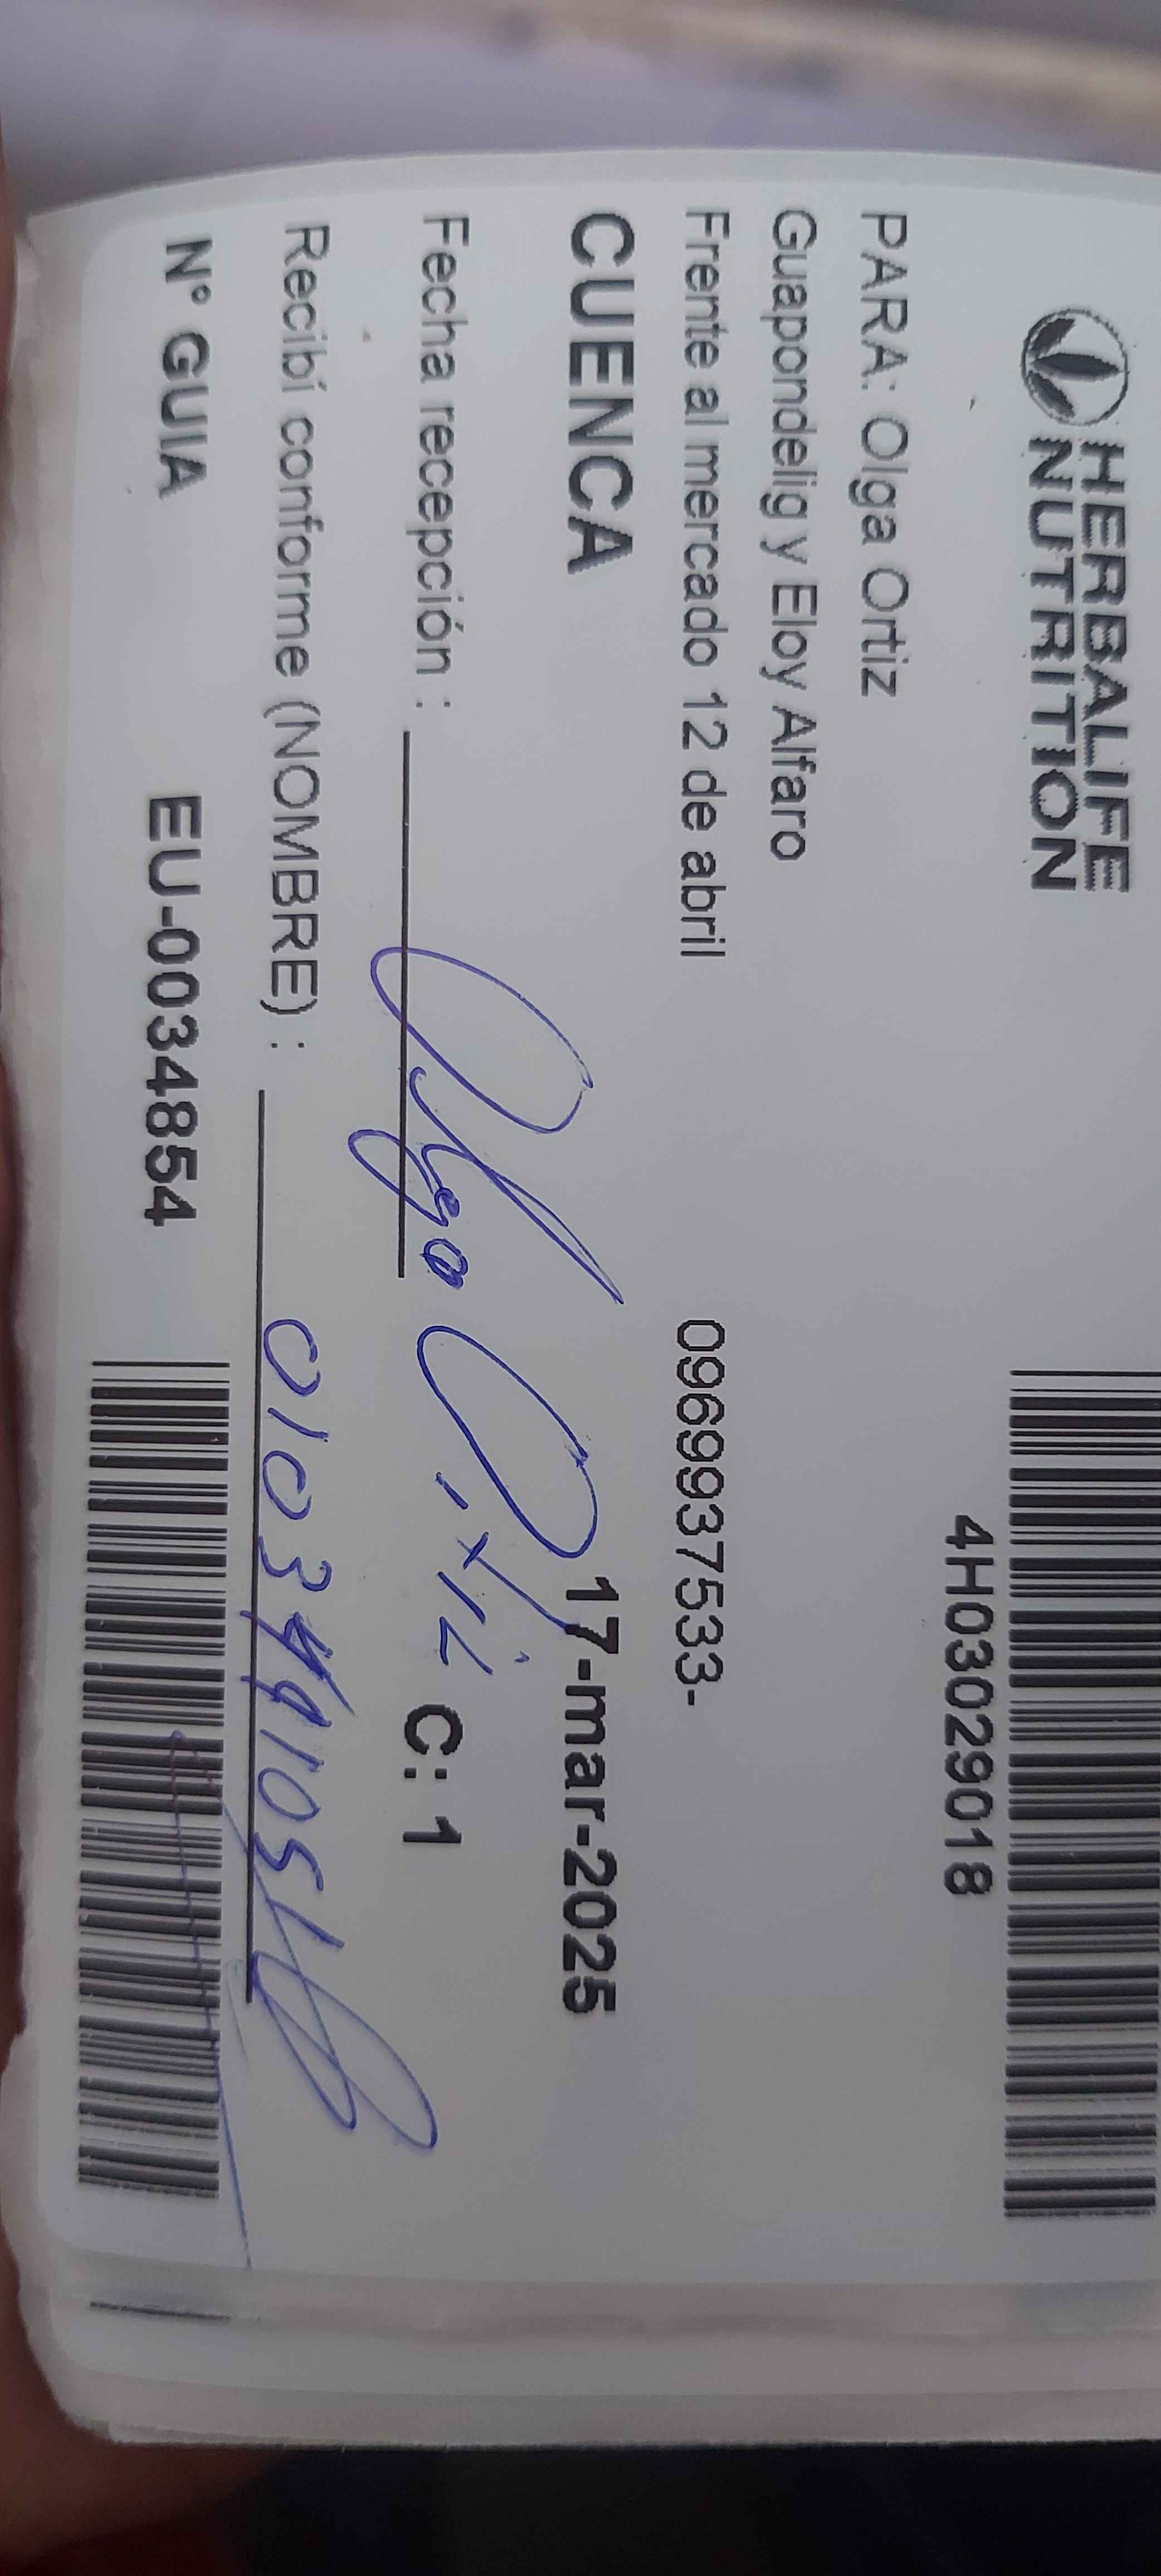 HERBALIFE
NUTRITION
4H03029018
PARA: Olga Ortiz
Guapondelig y Eloy Alfaro
Frente al mercado 12 de abril 0969937533-
CUENCA 17-mar-2025
Fecha recepción : Olga Ortiz C: 1
Recibí conforme (NOMBRE) :
N° GUIA EU-0034854